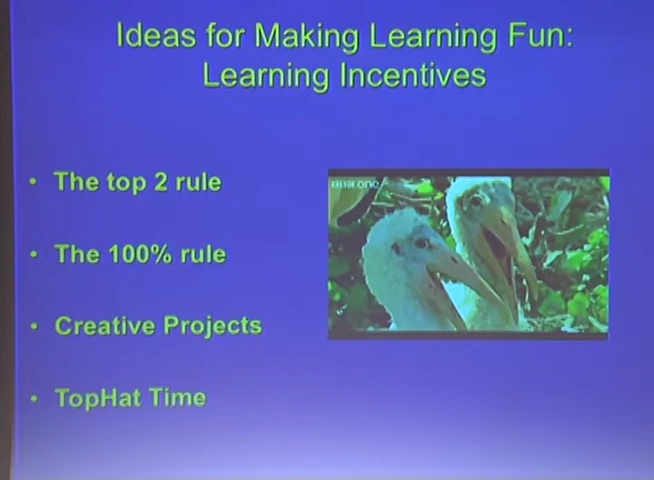 Ideas for Making Learning Fun:
Learning Incentives
• The top 2 rule
• The 100% rule
• Creative Projects
• TopHat Time
BBC one